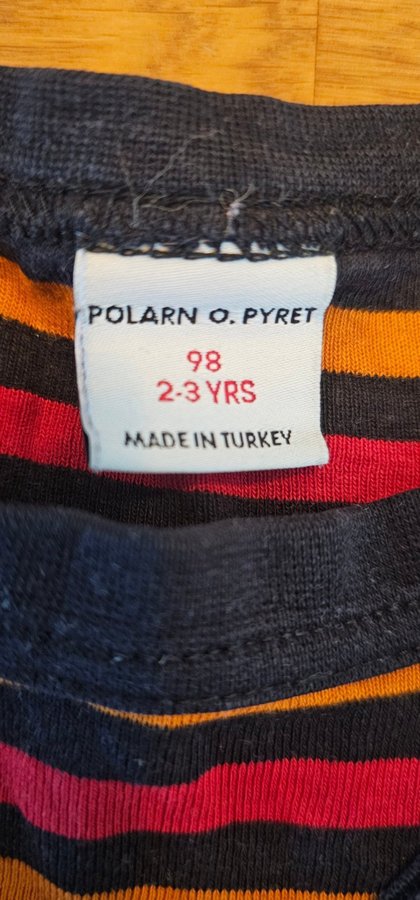 POLARN O. PYRET
98
2-3 YRS
MADE IN TURKEY